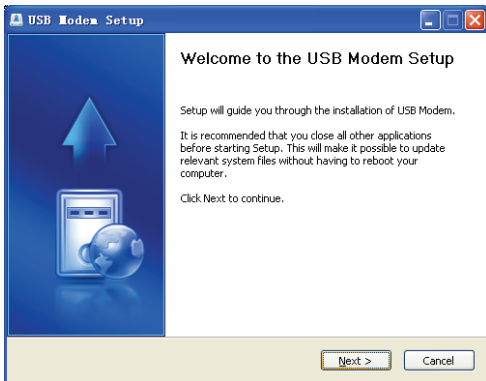 USB Modem Setup
Welcome to the USB Modem Setup
Setup will guide you through the installation of USB Modem.
It is recommended that you close all other applications
before starting Setup. This will make it possible to update
relevant system files without having to reboot your
computer.
Click Next to continue.
Next >
Cancel